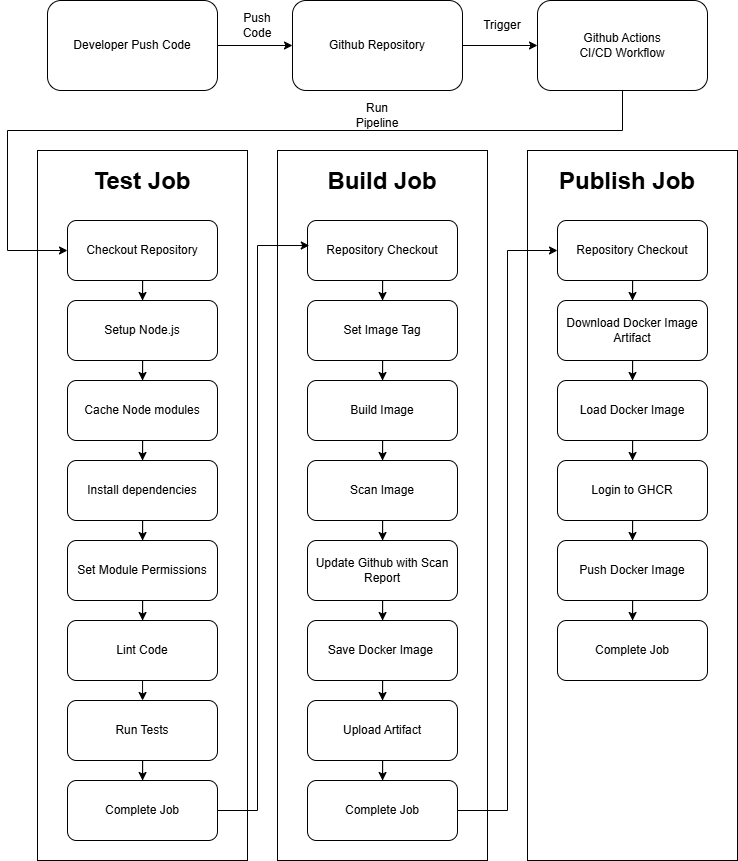 Developer Push Code
Push
Code
Github Repository
Trigger
Github Actions
CI/CD Workflow
Run
Pipeline
Test Job
Checkout Repository
Setup Node.js
Cache Node modules
Install dependencies
Set Module Permissions
Lint Code
Run Tests
Complete Job
Build Job
Repository Checkout
Set Image Tag
Build Image
Scan Image
Update Github with Scan
Report
Save Docker Image
Upload Artifact
Complete Job
Publish Job
Repository Checkout
Download Docker Image
Artifact
Load Docker Image
Login to GHCR
Push Docker Image
Complete Job